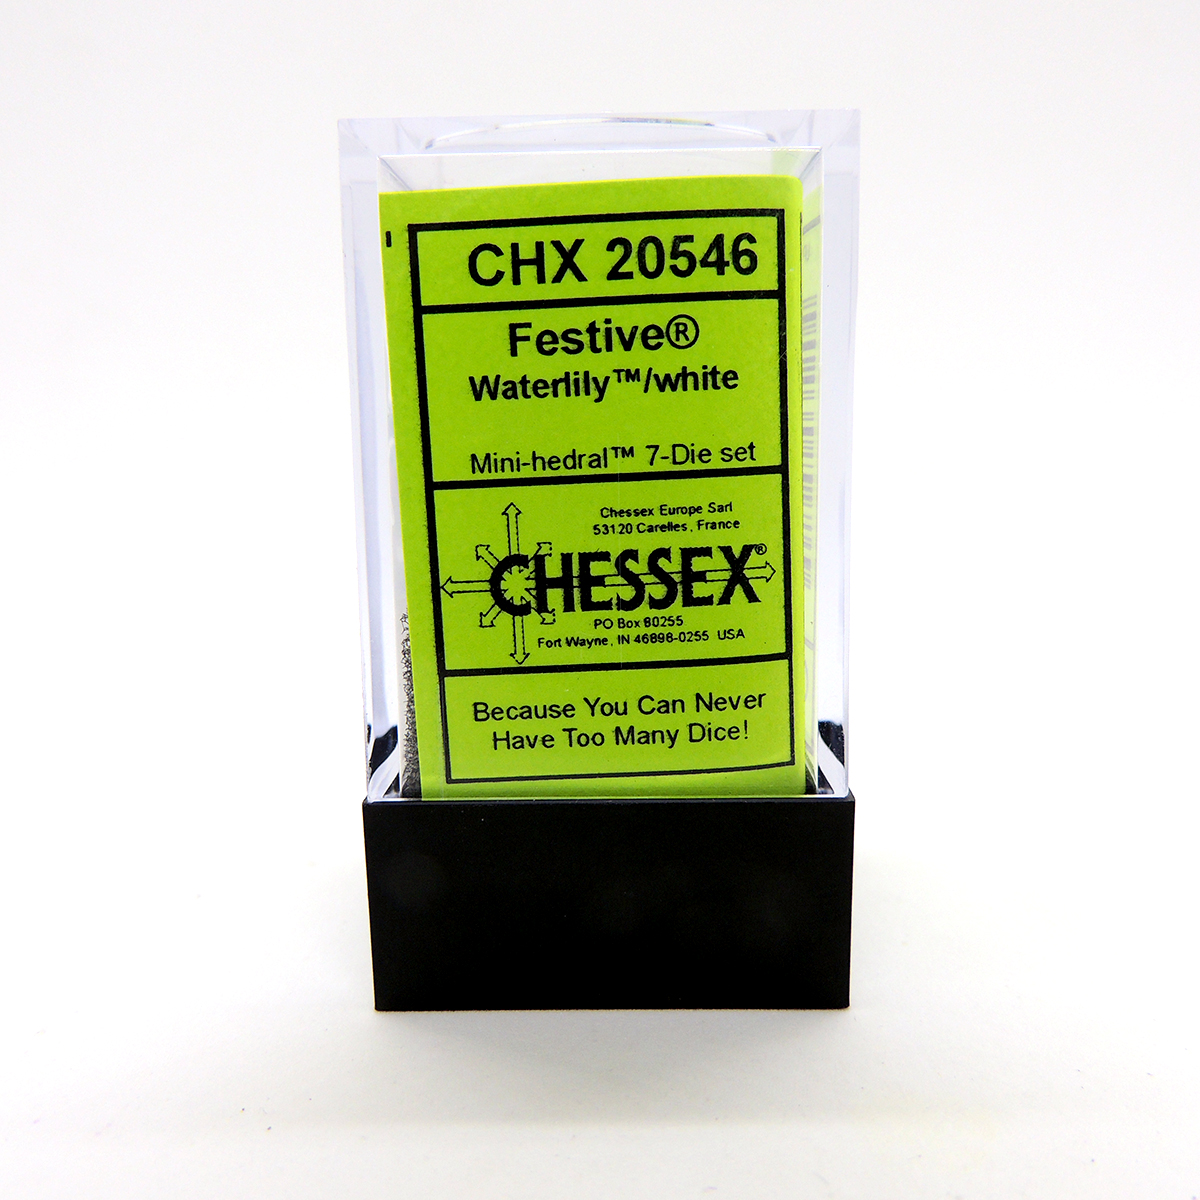 CHX 20546
Festive®
Waterlily™/white
Mini-hedral™ 7-Die set
Chessex Europe Sarl
53120 Carelles, France
CHESSEX®
PO Box 80255
Fort Wayne, IN 46898-0255 USA
Because You Can Never
Have Too Many Dice!